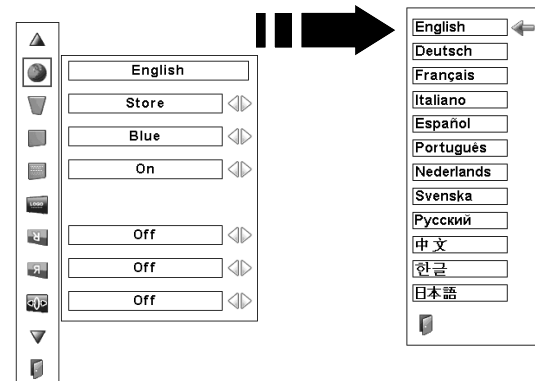 English
Store
Blue
On
LOGO
Off
R
Off
R
Off
English
Deutsch
Français
Italiano
Español
Português
Nederlands
Svenska
Русский
中文
한글
日本語